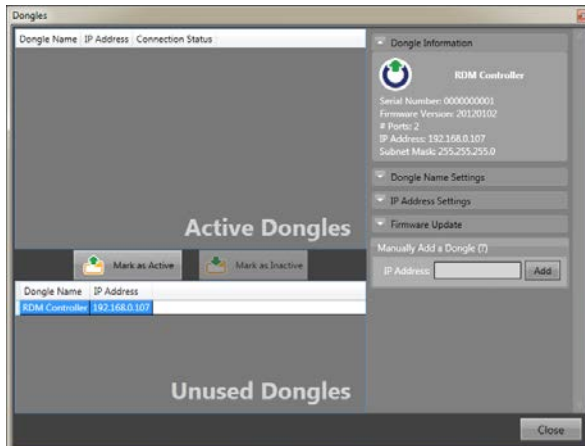 Dongles
Dongle Name IP Address Connection Status
Active Dongles
Mark as Active Mark as Inactive
Dongle Name IP Address
RDM Controller 192.168.0.107
Unused Dongles
Dongle Information
RDM Controller
Serial Number: 0000000001
Firmware Version: 20120102
# Ports: 2
IP Address: 192.168.0.107
Subnet Mask: 255.255.255.0
Dongle Name Settings
IP Address Settings
Firmware Update
Manually Add a Dongle (?)
IP Address: Add
Close